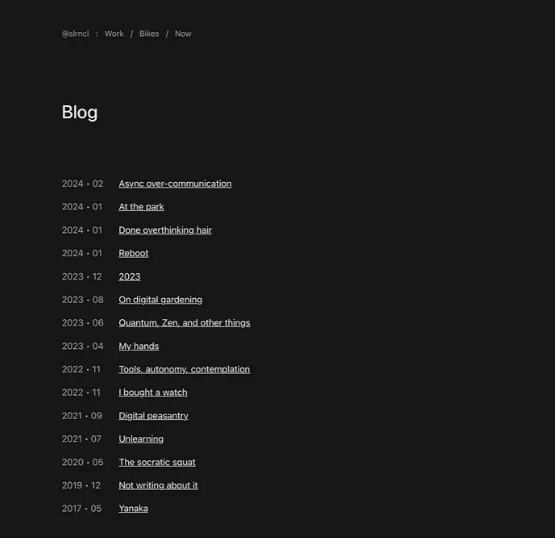 @slrncl : Work / Bikes / Now
Blog
2024 • 02 Async over-communication
2024 • 01 At the park
2024 • 01 Done overthinking hair
2024 • 01 Reboot
2023 • 12 2023
2023 • 08 On digital gardening
2023 • 06 Quantum, Zen, and other things
2023 • 04 My hands
2022 • 11 Tools, autonomy, contemplation
2022 • 11 I bought a watch
2021 • 09 Digital peasantry
2021 • 07 Unlearning
2020 • 05 The socratic squat
2019 • 12 Not writing about it
2017 • 05 Yanaka